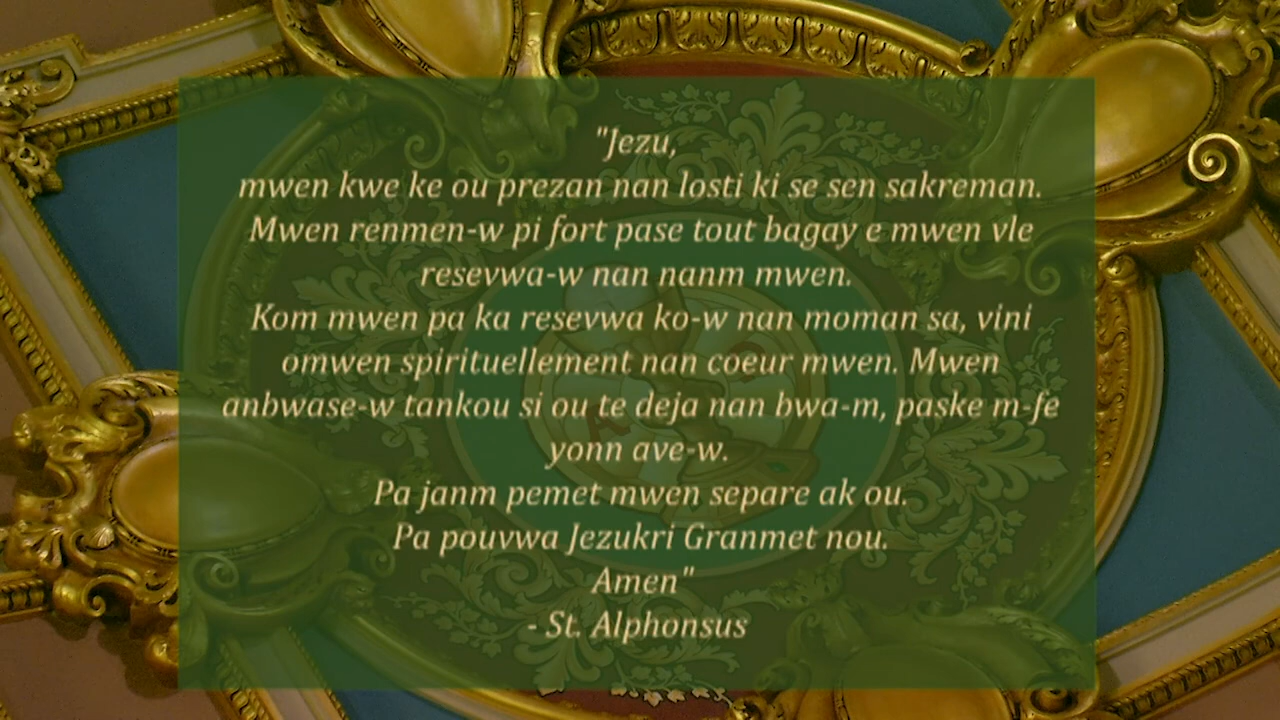 "Jezu,
mwen kwe ke ou prezan nan losti ki se sen sakreman.
Mwen renmen-w pi fort pase tout bagay e mwen vle
resevwa-w nan nanm mwen.
Kom mwen pa ka resevwa ko-w nan moman sa, vini
omwen spirituellement nan coeur mwen. Mwen
anbwase-w tankou si ou te deja nan bwa-m, paske m-fe
yonn ave-w.
Pa janm pemet mwen separe ak ou.
Pa pouvwa Jezukri Granmet nou.
Amen"
- St. Alphonsus